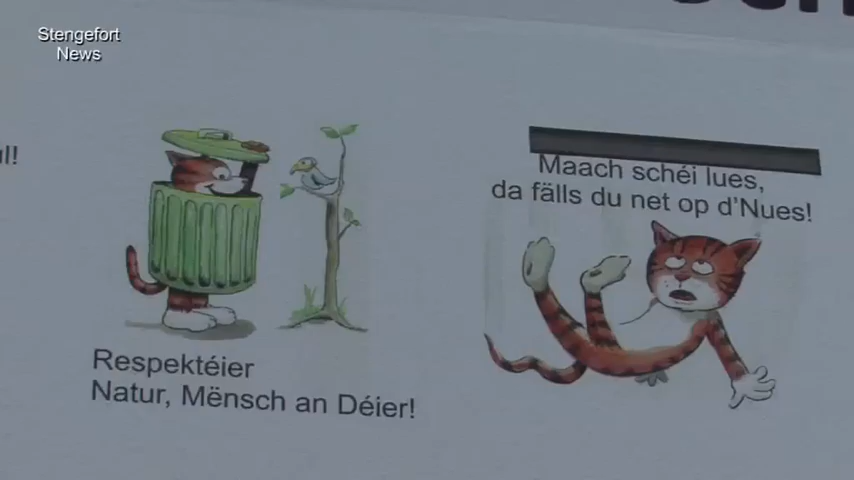 Stengefort
News
Maach schéi lues,
da fälls du net op d'Nues!
Respektéier
Natur, Mënsch an Déier!